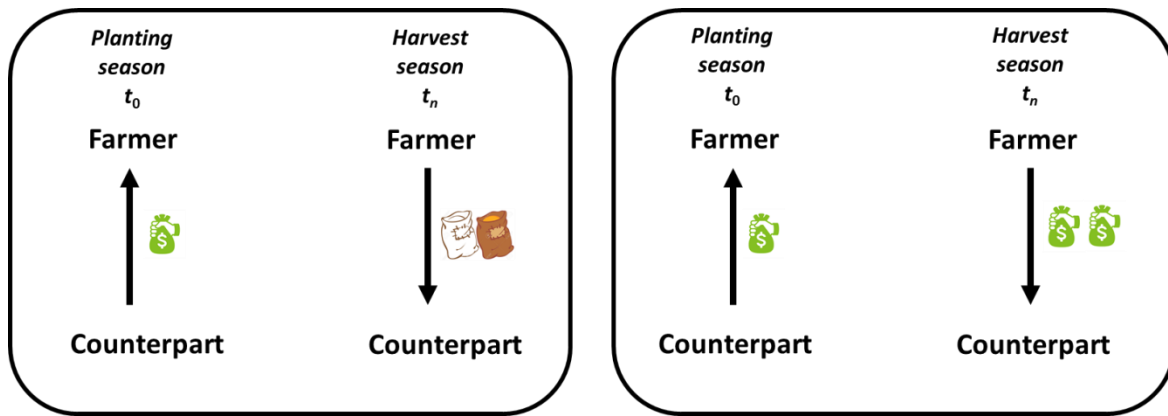 Planting
season
t0
Farmer
Counterpart
Harvest
season
tn
Farmer
Counterpart
Planting
season
t0
Farmer
$
Counterpart
Harvest
season
tn
Farmer
$ $
Counterpart